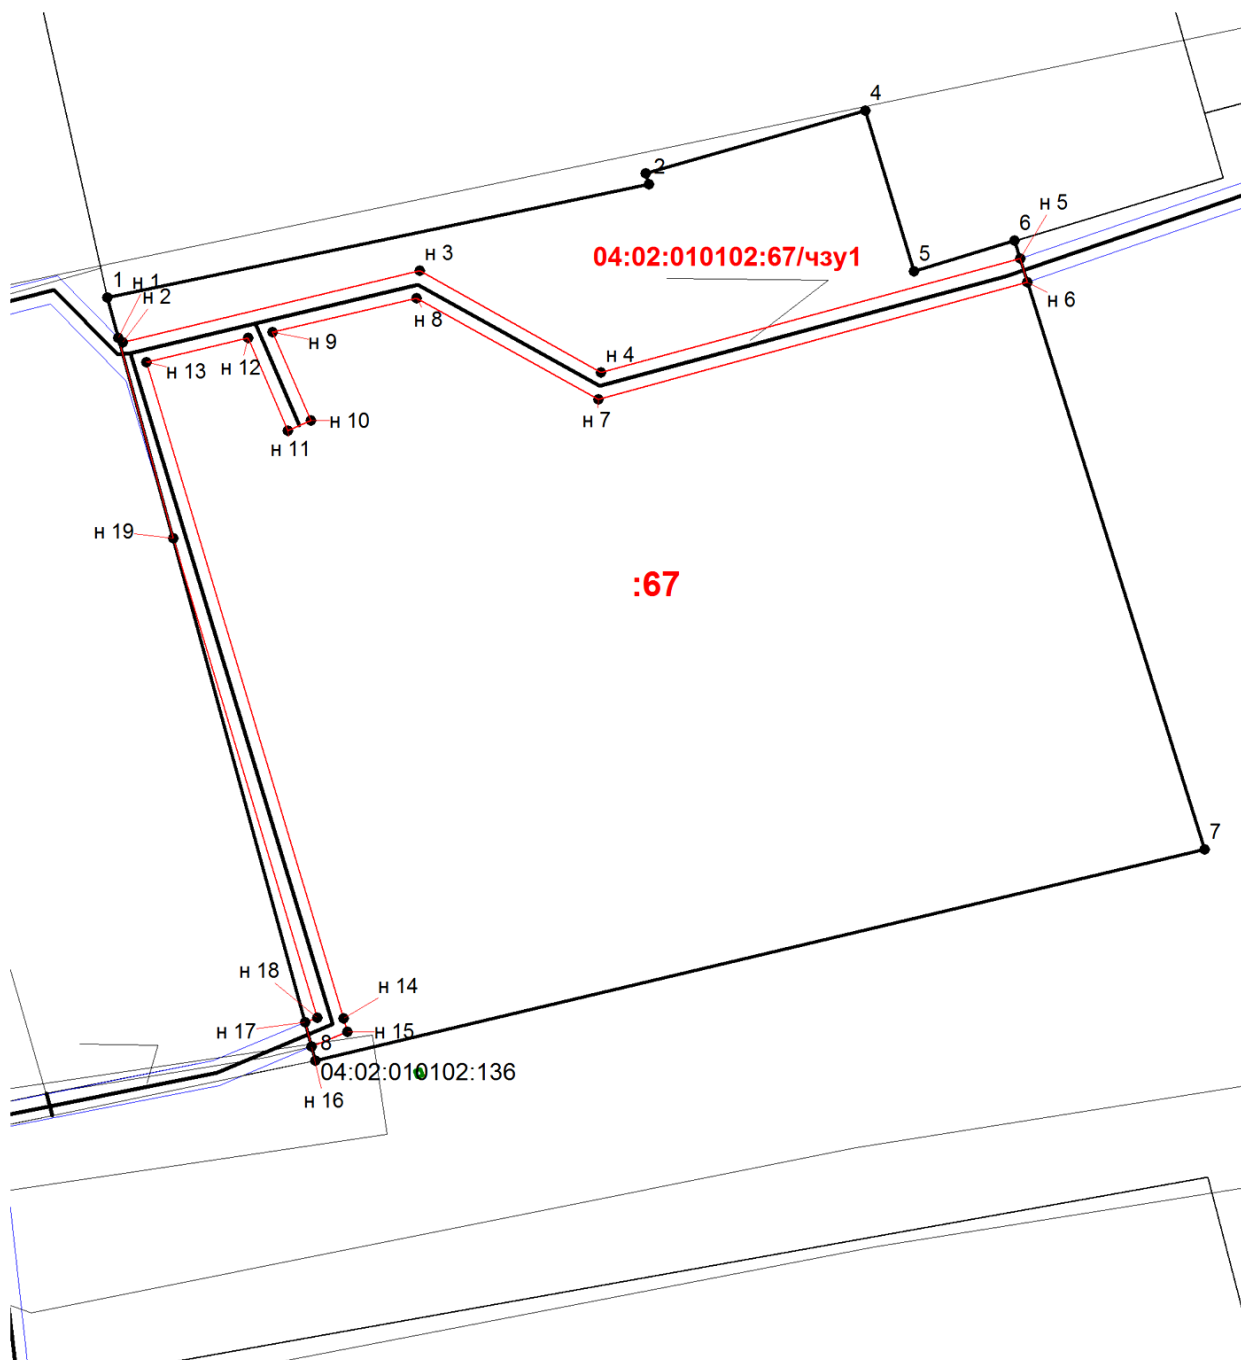 4
2
н 5
6
04:02:010102:67/чзу1
5
н 3
1
н 1
н 2
н 6
н 8
н 9
н 12
н 13
н 4
н 7
н 10
н 11
н 19
:67
7
н 18
н 14
н 17
н 15
8
04:02:010102:136
н 16